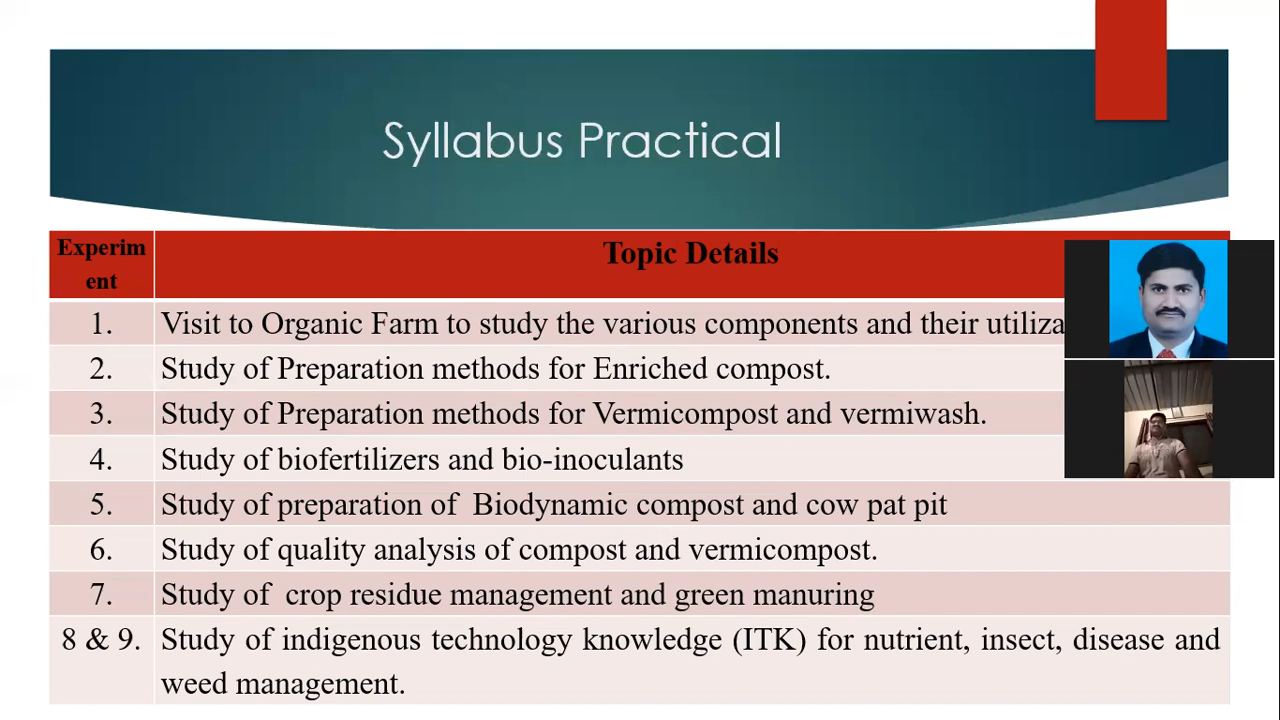 Syllabus Practical
Experim
ent
Topic Details
1. Visit to Organic Farm to study the various components and their
2. Study of Preparation methods for Enriched compost.
3. Study of Preparation methods for Vermicompost and vermiwash.
4. Study of biofertilizers and bio-inoculants
5. Study of preparation of Biodynamic compost and cow pat pit
6. Study of quality analysis of compost and vermicompost.
7. Study of crop residue management and green manuring
8 & 9. Study of indigenous technology knowledge (ITK) for nutrient, insect, disease and
weed management.